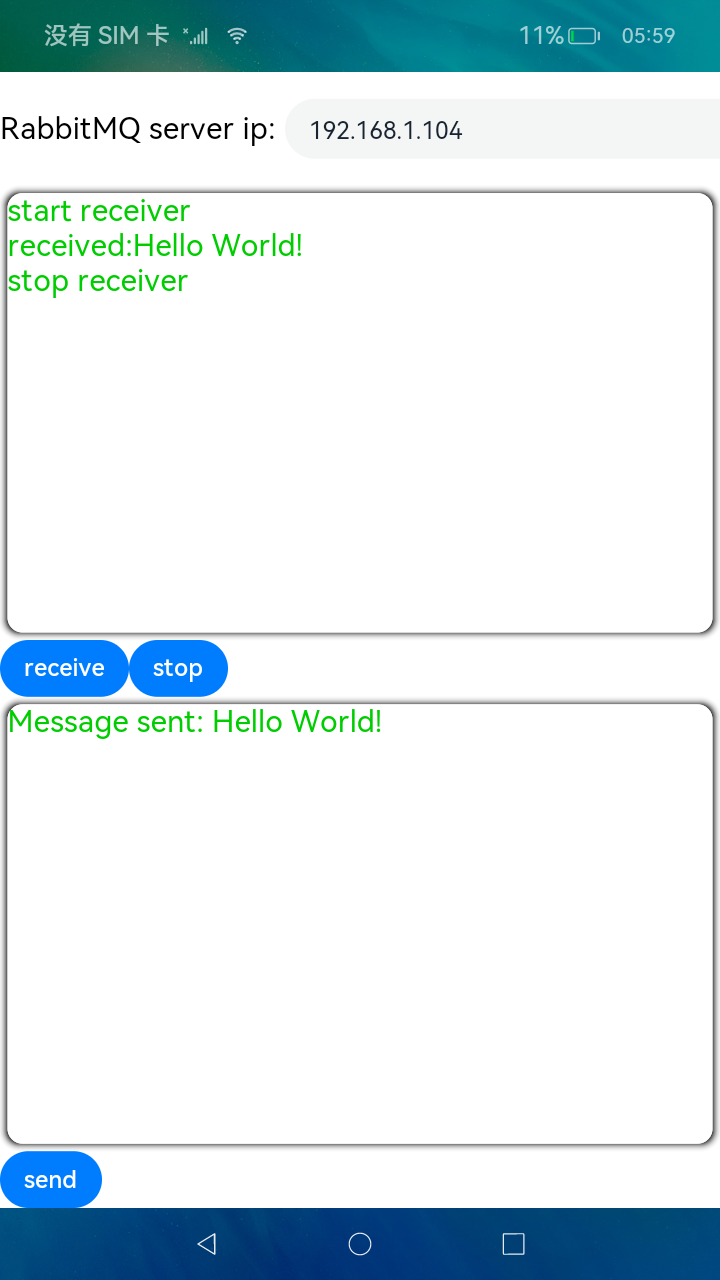 没有 SIM 卡 11% 05:59
RabbitMQ server ip: 192.168.1.104
start receiver
received:Hello World!
stop receiver
receive stop
Message sent: Hello World!
send